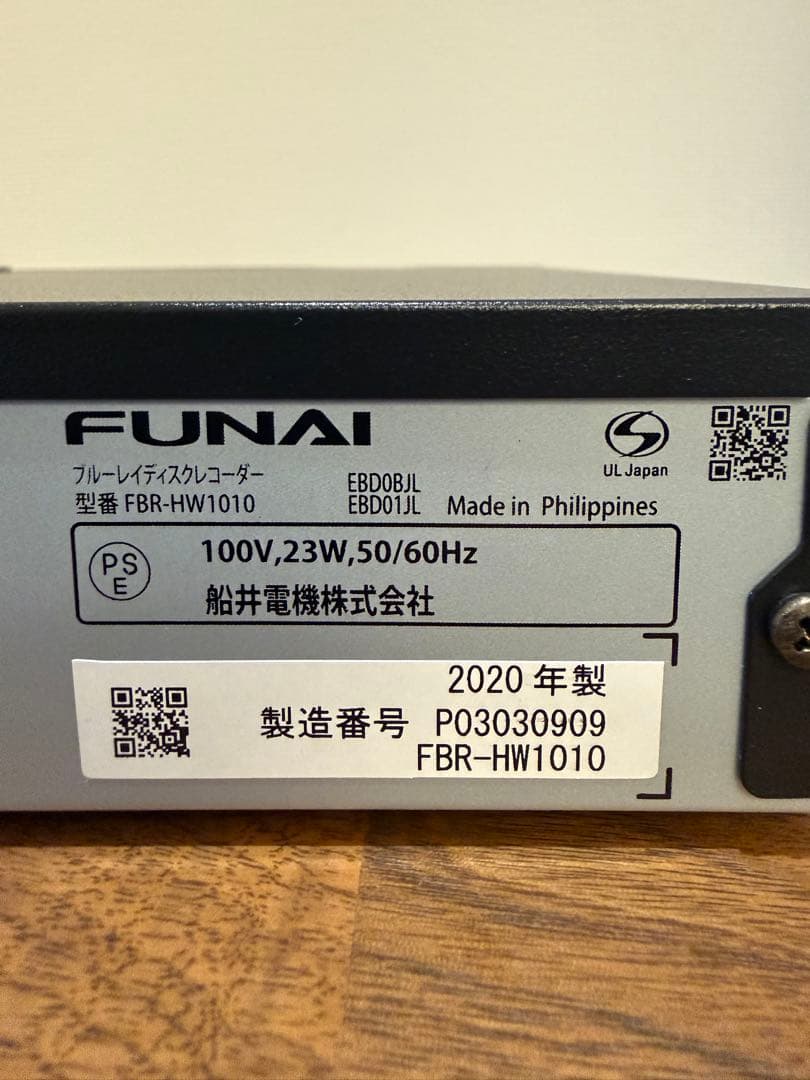 FUNAI
ブルーレイディスクレコーダー
型番 FBR-HW1010
EBD0BJL
EBD01JL
Made in Philippines
UL Japan
PS
E
100V,23W,50/60Hz
船井電機株式会社
2020 年製
製造番号 P03030909
FBR-HW1010